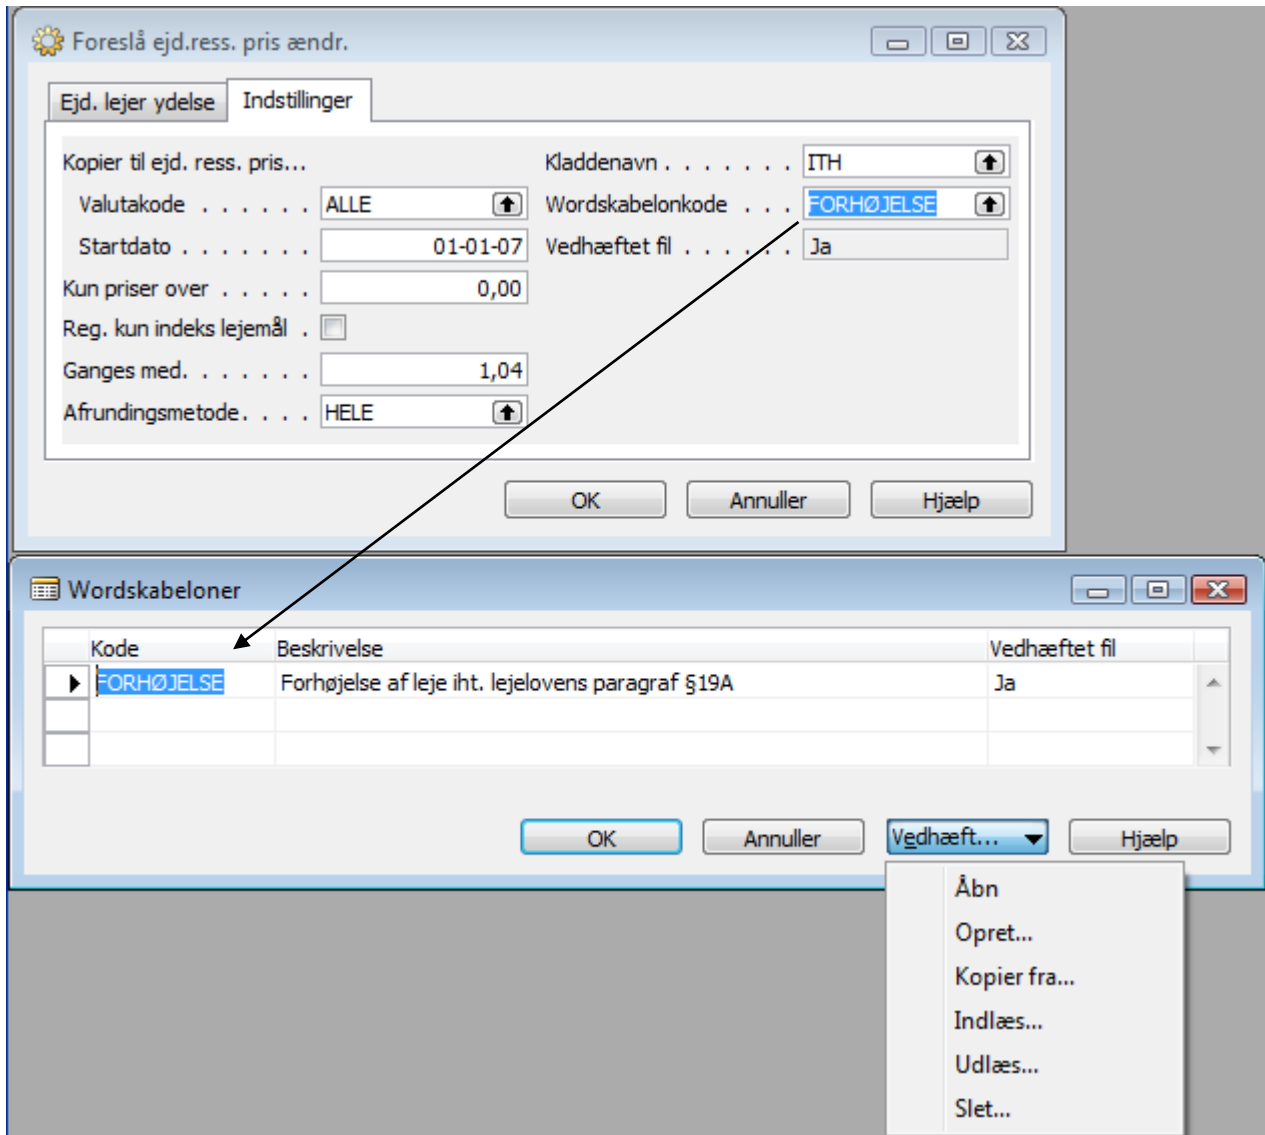 Foreslå ejd.ress. pris ændr.
Ejd. lejer ydelse Indstillinger
Kopier til ejd. ress. pris... Kladdenavn . . . . . . . ITH
Valutakode . . . . . . ALLE Wordskabelonkode . . . FORHØJELSE
Startdato . . . . . . . 01-01-07 Vedhæftet fil . . . . . . Ja
Kun priser over . . . . . 0,00
Reg. kun indeks lejemål .
Ganges med. . . . . . . 1,04
Afrundingsmetode. . . . HELE
OK Annuller Hjælp
Wordskabeloner
Kode Beskrivelse Vedhæftet fil
FORHØJELSE Forhøjelse af leje iht. lejelovens paragraf §19A Ja
OK Annuller Vedhæft... Hjælp
Åbn
Opret...
Kopier fra...
Indlæs...
Udlæs...
Slet...